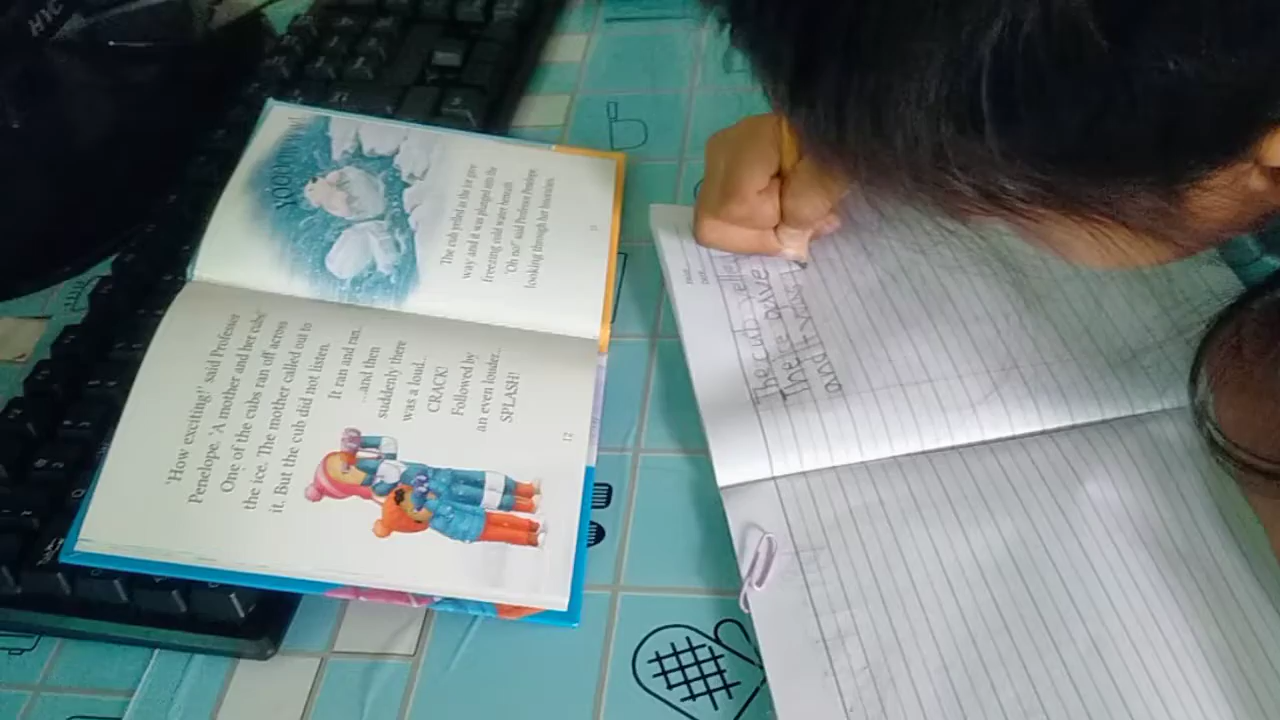 'How exciting!' said Professor
Penelope. 'A mother and her cubs!
One of the cubs ran off across
the ice. The mother called out to
it. But the cub did not listen.
It ran and ran...
...and then
suddenly there
was a loud...
CRACK!
Followed by
an even louder...
SPLASH!
12
The cub yelled as the ice gave
way and it was plunged into the
freezing cold water beneath.
'Oh no!' said Professor Penelope
looking through her binoculars.
The cub yelled
The ice gave
and it